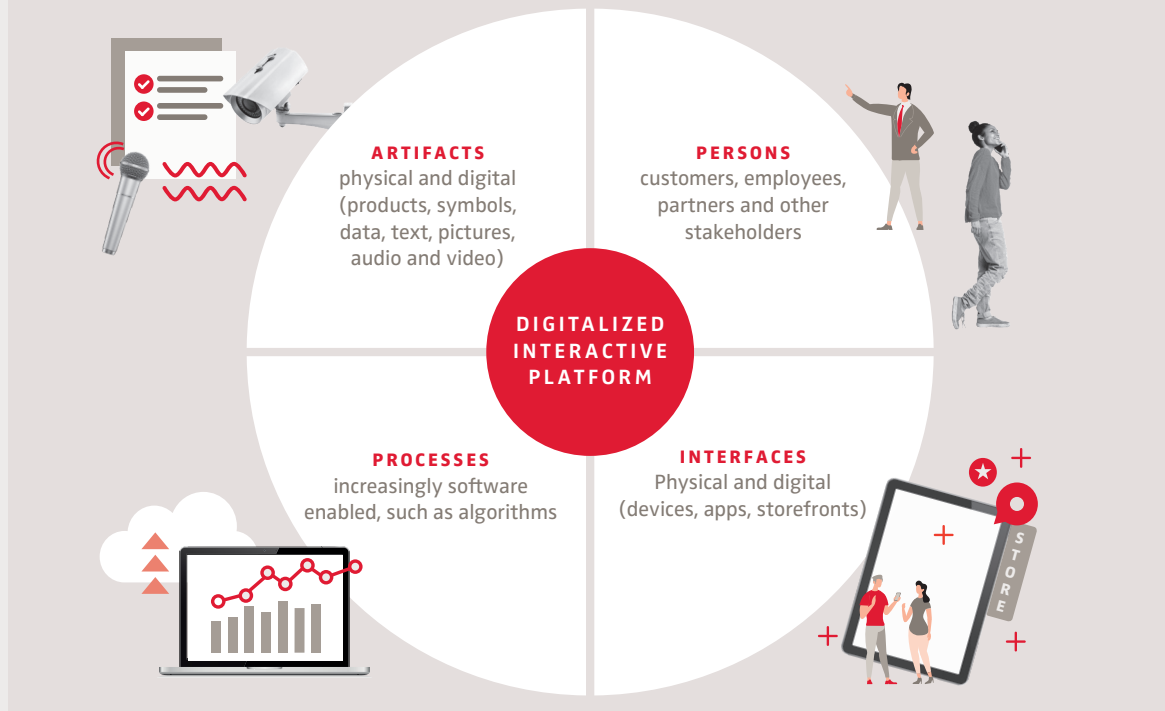 ARTIFACTS
physical and digital
(products, symbols,
data, text, pictures,
audio and video)
PERSONS
customers, employees,
partners and other
stakeholders
DIGITALIZED
INTERACTIVE
PLATFORM
PROCESSES
increasingly software
enabled, such as algorithms
INTERFACES
Physical and digital
(devices, apps, storefronts)
STORE